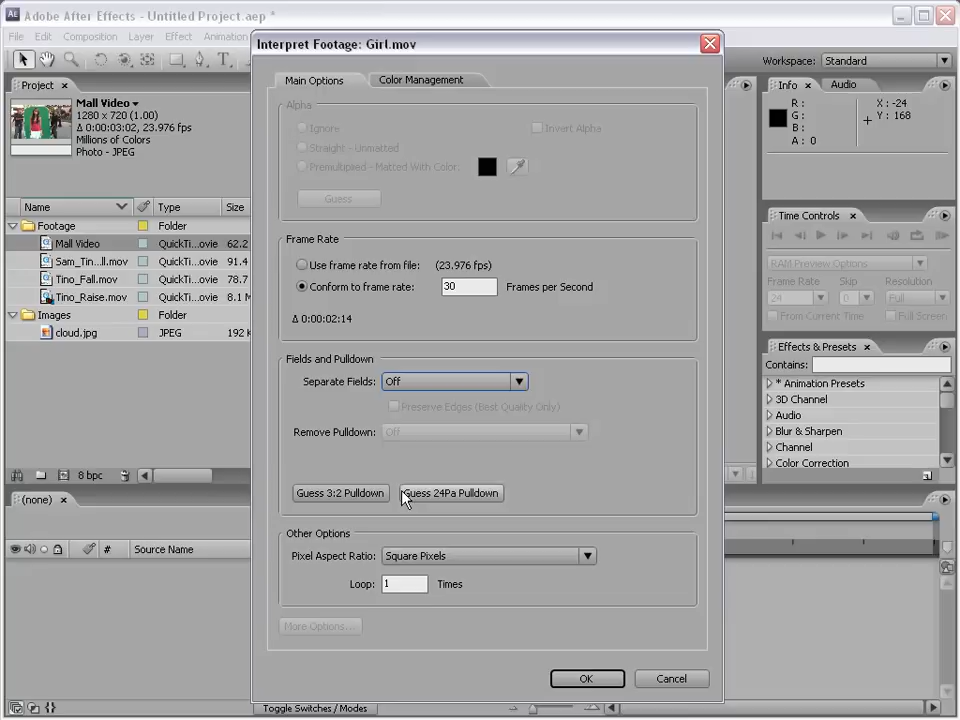 Adobe After Effects - Untitled Project.aep *
File Edit Composition Layer Effect Animation
Interpret Footage: Girl.mov
Workspace: Standard
Project
Main Options
Color Management
Info
Audio
Mall Video
1280 x 720 (1.00)
Δ 0:00:03:02, 23.976 fps)
Millions of Colors
Photo - JPEG
Alpha
Ignore
Invert Alpha
Straight - Unmatted
Premultiplied - Matted With Color:
Guess
R :
G :
B :
A : 0
X : -24
Y : 168
Name Type Size
Footage Folder
Mall Video QuickTi...ovie 62.2
Sam_Tin...ll.mov QuickTi...ovie 91.4
Tino_Fall.mov QuickTi...ovie 78.7
Tino_Raise.mov QuickTi...ovie 8.1 M
Images Folder
cloud.jpg JPEG 192 K
Frame Rate
Use frame rate from file: (23.976 fps)
Conform to frame rate: 30 Frames per Second
Δ 0:00:02:14
Time Controls
RAM Preview Options
Frame Rate Skip Resolution
24 0 Full
From Current Time Full Screen
Fields and Pulldown
Separate Fields: Off
Preserve Edges (Best Quality Only)
Remove Pulldown: Off
Guess 3:2 Pulldown
Guess 24Pa Pulldown
Effects & Presets
Contains:
* Animation Presets
3D Channel
Audio
Blur & Sharpen
Channel
Color Correction
8 bpc
(none)
# Source Name
Other Options
Pixel Aspect Ratio: Square Pixels
Loop: 1 Times
More Options...
OK
Cancel
Toggle Switches / Modes